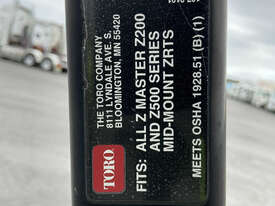 THE TORO COMPANY
8111 LYNDALE AVE. S.
BLOOMINGTON, MN 55420
TORO
FITS: ALL Z MASTER Z200
AND Z500 SERIES
MID-MOUNT ZRTS
MEETS OSHA 1928.51 (B) (1)